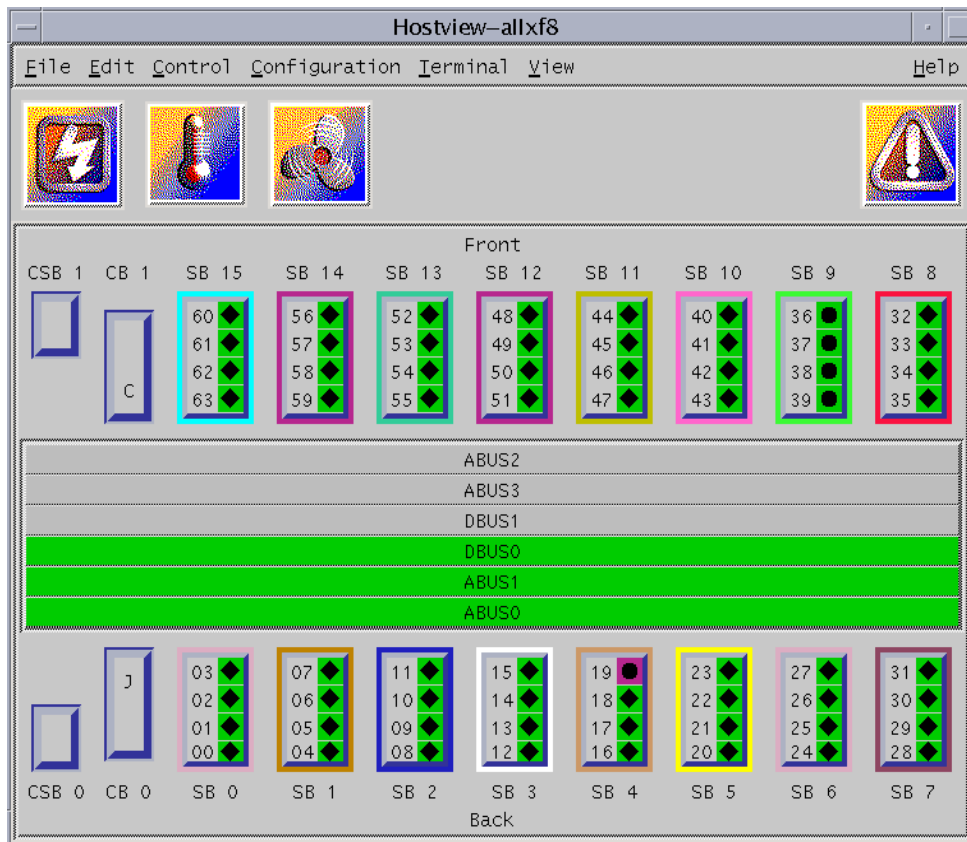 Hostview-allxf8
File Edit Control Configuration Terminal View Help
Front
CSB 1 CB 1 SB 15 SB 14 SB 13 SB 12 SB 11 SB 10 SB 9 SB 8
60 56 52 48 44 40 36 32
61 57 53 49 45 41 37 33
C 62 58 54 50 46 42 38 34
63 59 55 51 47 43 39 35
ABUS2
ABUS3
DBUS1
DBUS0
ABUS1
ABUS0
J 03 07 11 15 19 23 27 31
02 06 10 14 18 22 26 30
01 05 09 13 17 21 25 29
00 04 08 12 16 20 24 28
CSB 0 CB 0 SB 0 SB 1 SB 2 SB 3 SB 4 SB 5 SB 6 SB 7
Back